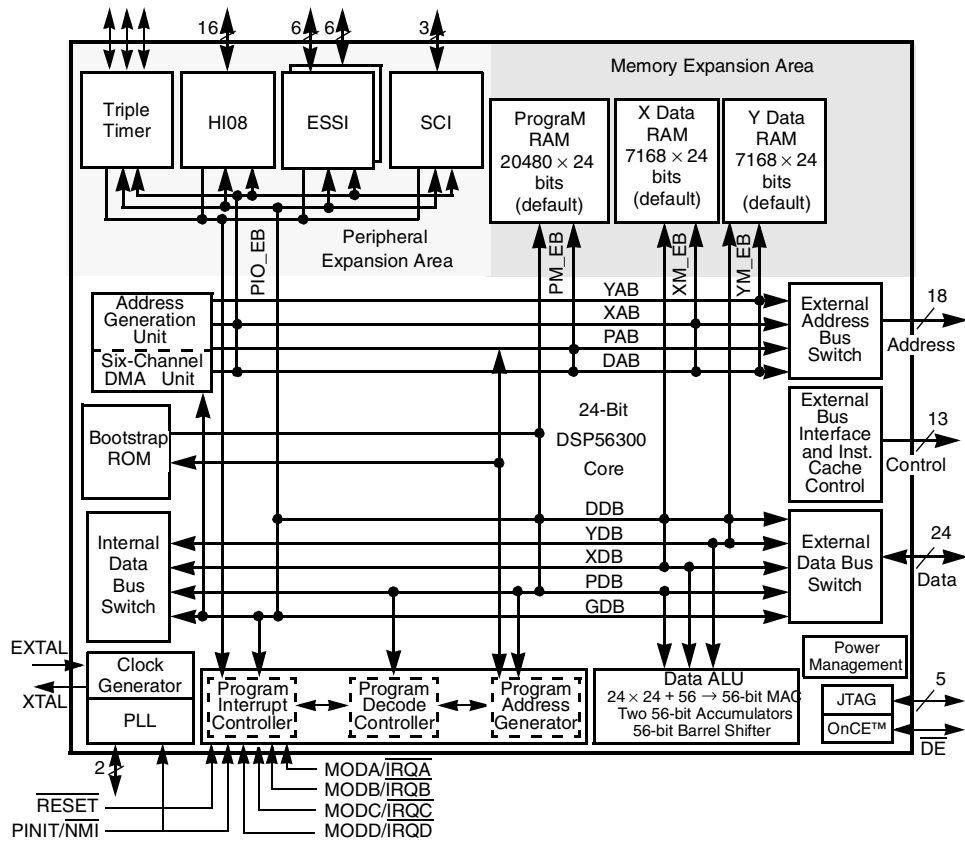 16
6
6
3
Memory Expansion Area
Triple
Timer
HI08
ESSI
SCI
PrograM
RAM
20480 × 24
bits
(default)
X Data
RAM
7168 × 24
bits
(default)
Y Data
RAM
7168 × 24
bits
(default)
Peripheral
Expansion Area
PIO_EB
PM_EB
XM_EB
YM_EB
Address
Generation
Unit
Six-Channel
DMA Unit
YAB
XAB
PAB
DAB
External
Address
Bus
Switch
18
Address
Bootstrap
ROM
24-Bit
DSP56300
Core
External
Bus
Interface
and Inst.
Cache
Control
13
Control
Internal
Data
Bus
Switch
DDB
YDB
XDB
PDB
GDB
External
Data Bus
Switch
24
Data
EXTAL
XTAL
Clock
Generator
PLL
Program
Interrupt
Controller
Program
Decode
Controller
Program
Address
Generator
Data ALU
24 × 24 + 56 → 56-bit MAC
Two 56-bit Accumulators
56-bit Barrel Shifter
Power
Management
JTAG
OnCE™
5
DE
2
RESET
PINIT/NMI
MODA/IRQA
MODB/IRQB
MODC/IRQC
MODD/IRQD